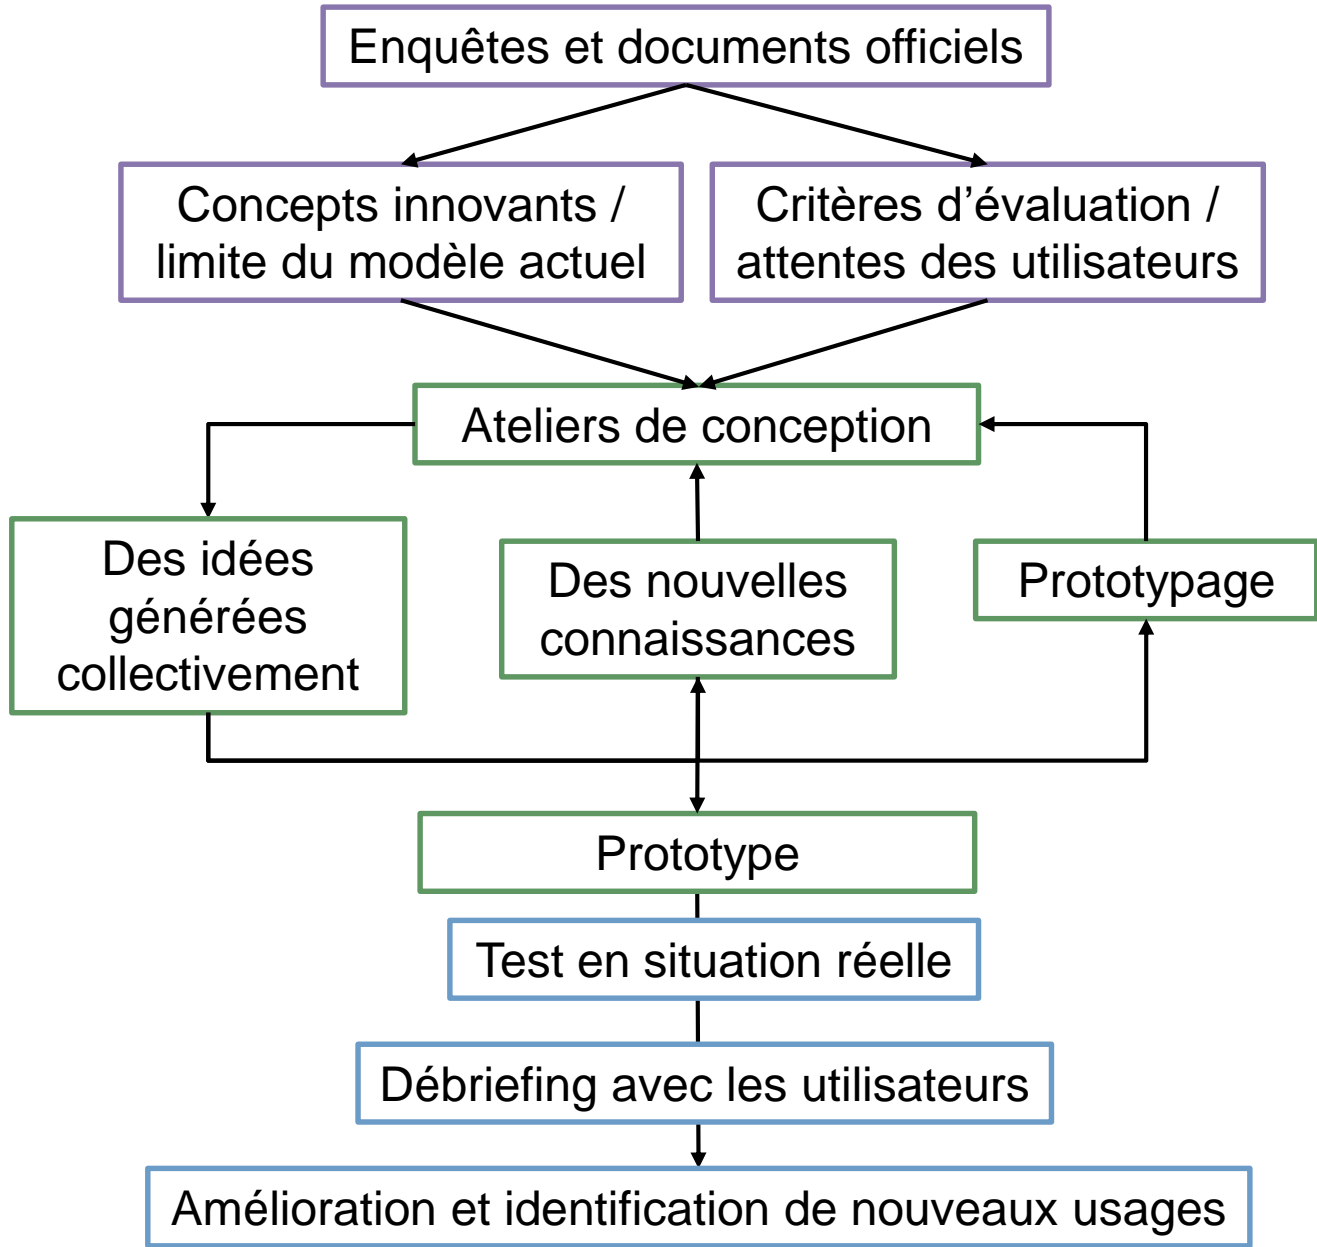 Enquêtes et documents officiels
Concepts innovants /
limite du modèle actuel
Critères d’évaluation /
attentes des utilisateurs
Ateliers de conception
Des idées
générées
collectivement
Des nouvelles
connaissances
Prototypage
Prototype
Test en situation réelle
Débriefing avec les utilisateurs
Amélioration et identification de nouveaux usages